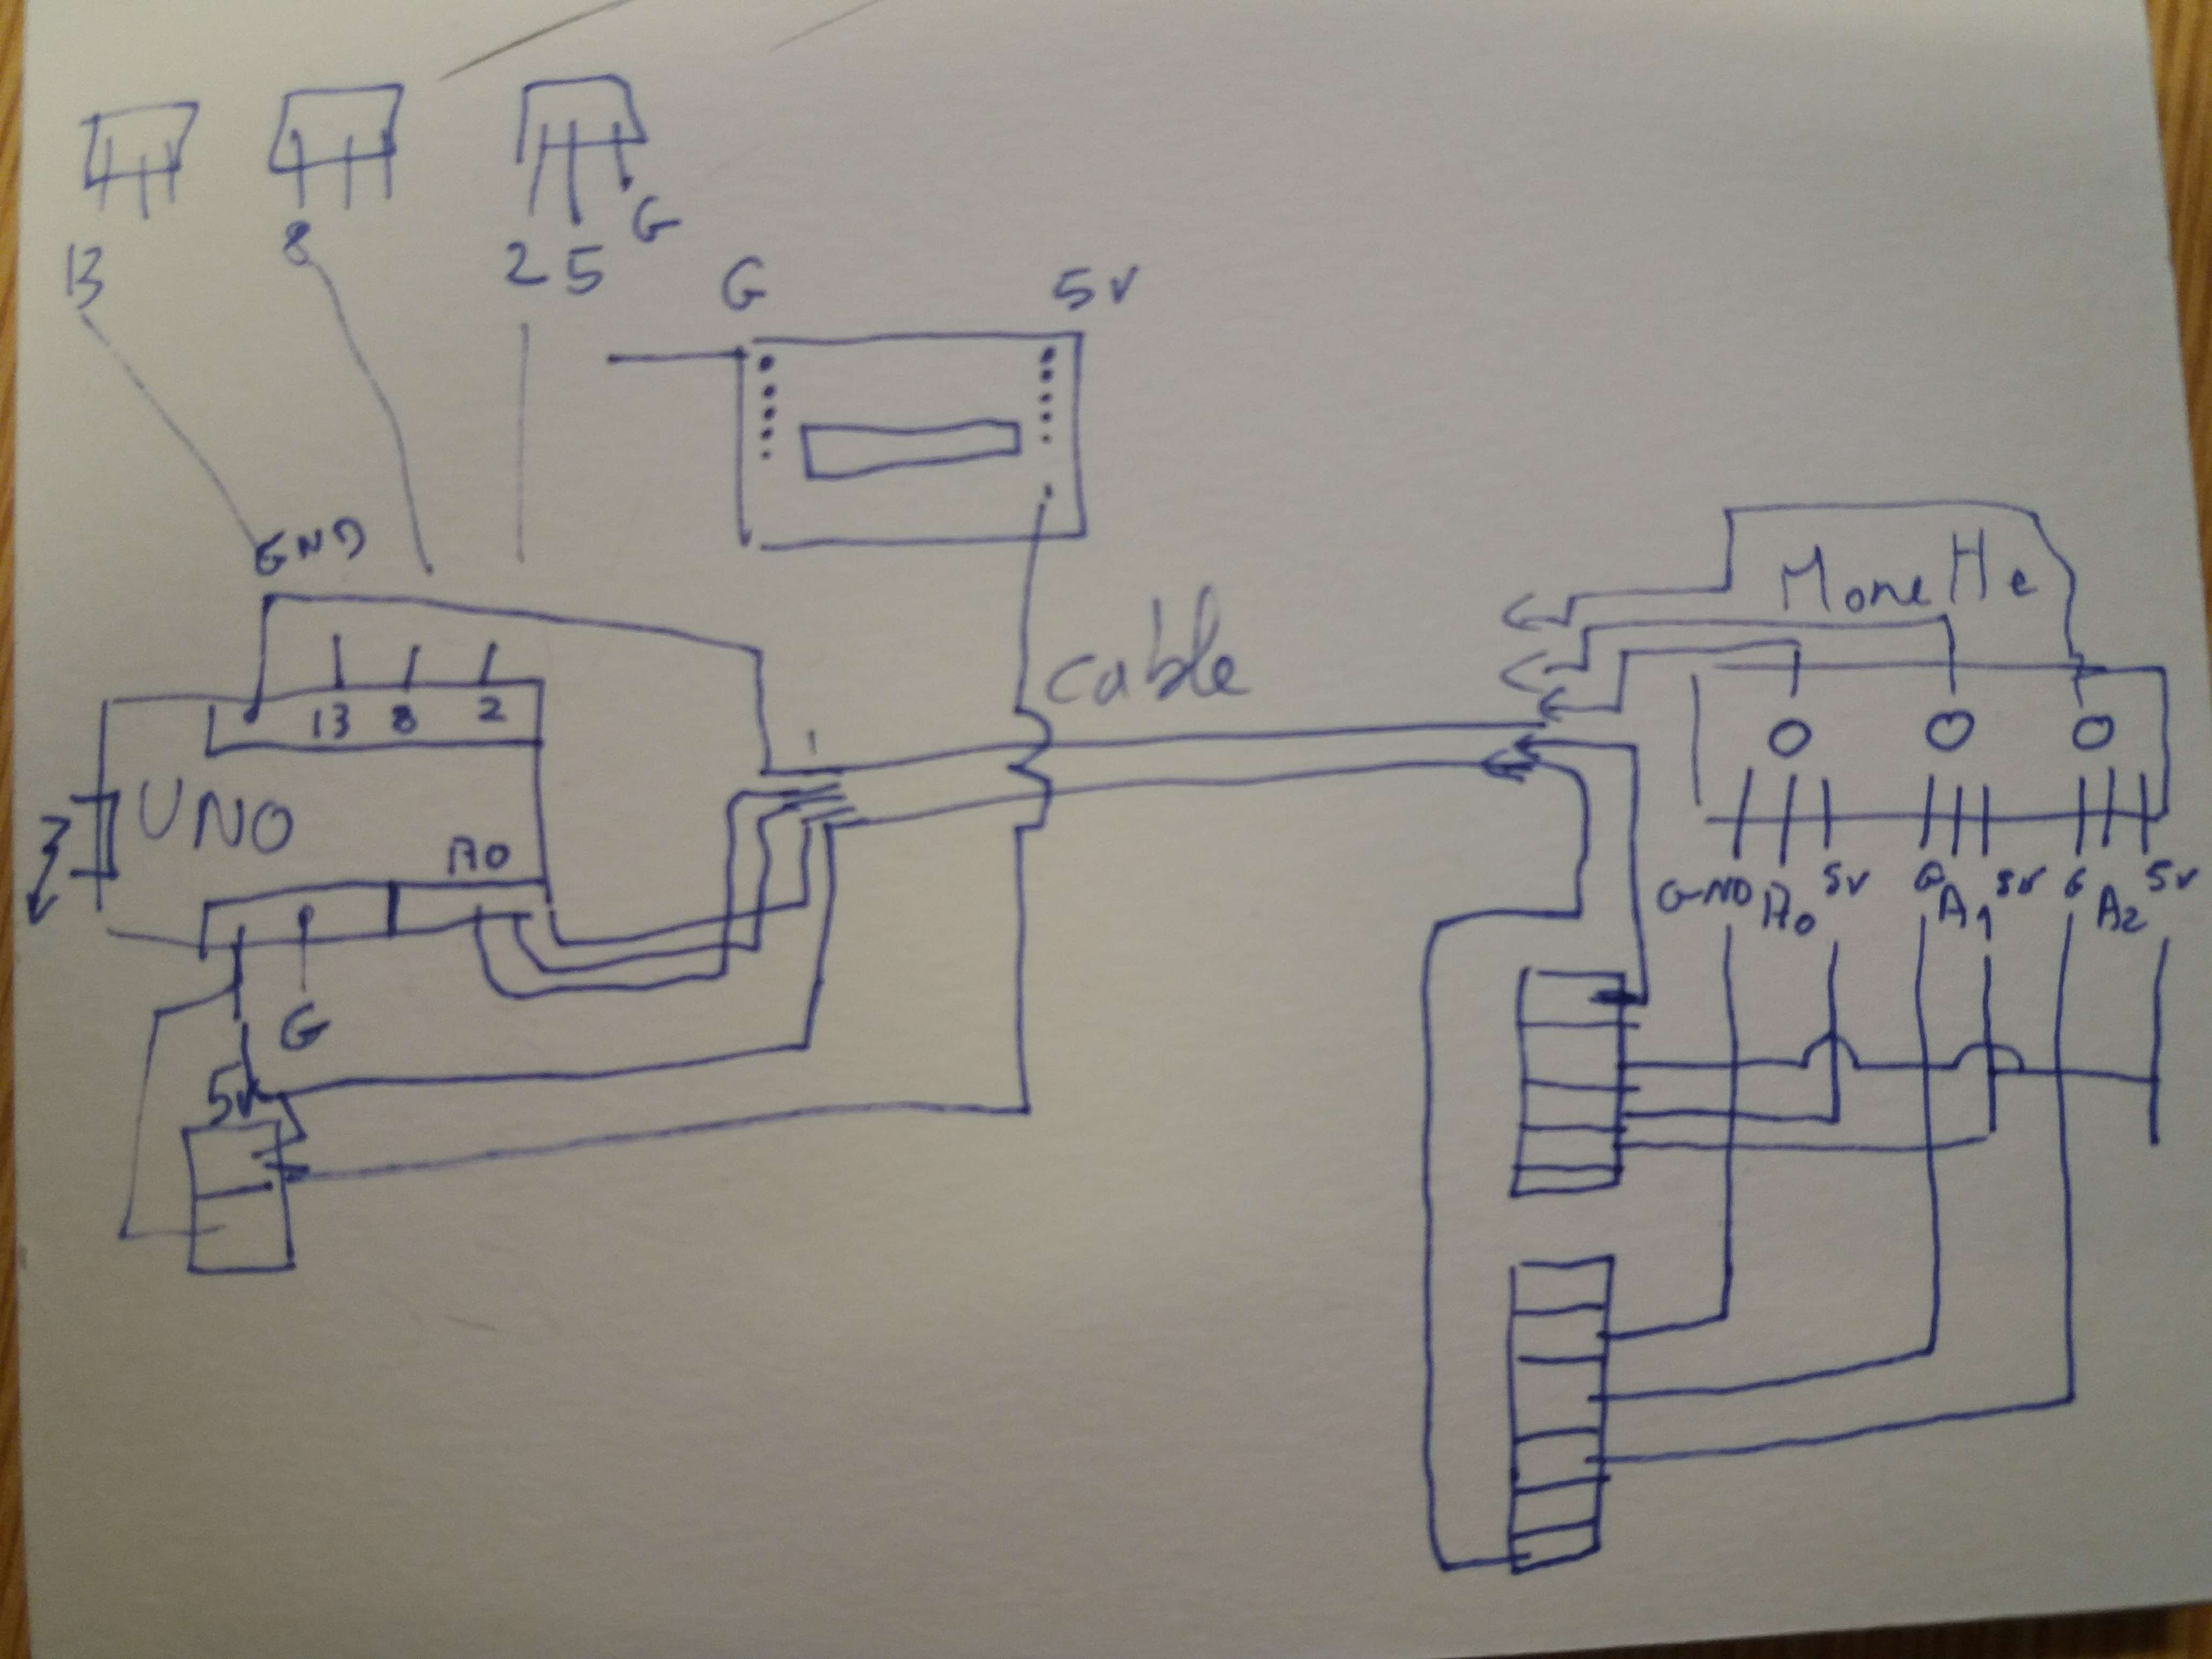 G
13 8 2 5
G 5v
GND
cable
ManeHe
13 8 2
UNO
A0
GND A0 5v G A1 5v G A2 5v
G
5v